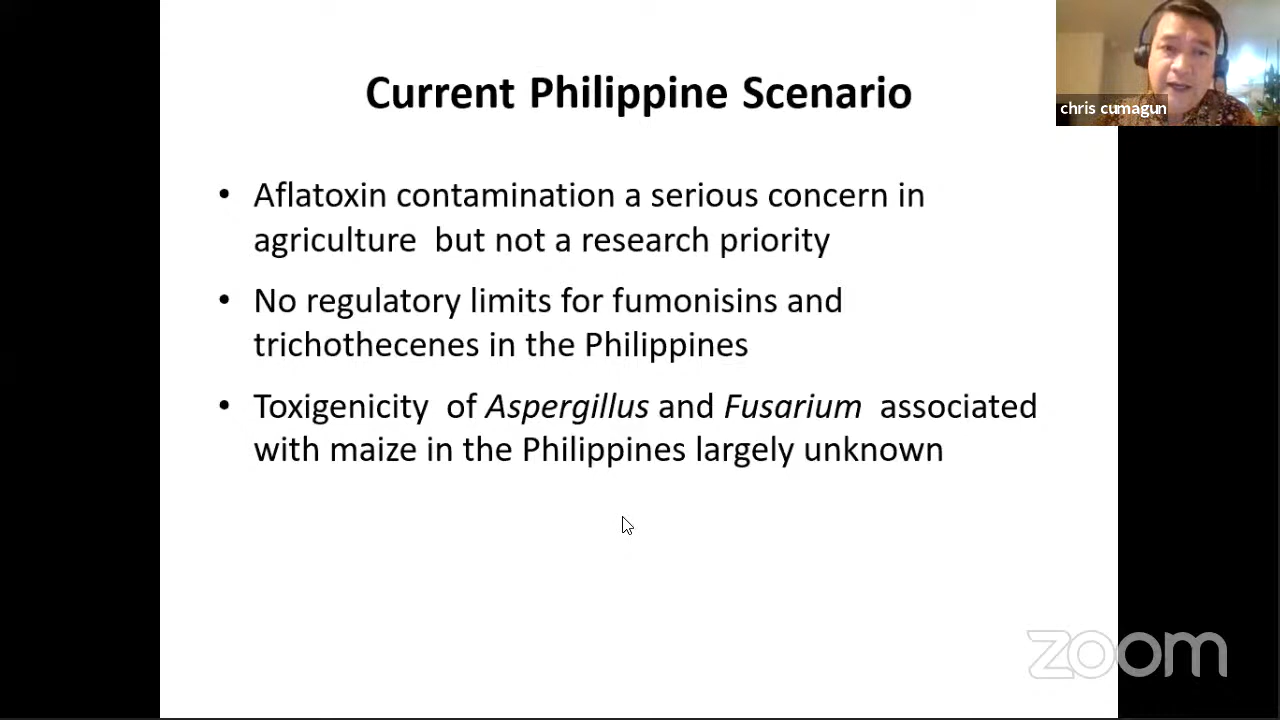 Current Philippine Scenario
chris cumagun
• Aflatoxin contamination a serious concern in
agriculture but not a research priority
• No regulatory limits for fumonisins and
trichothecenes in the Philippines
• Toxigenicity of Aspergillus and Fusarium associated
with maize in the Philippines largely unknown
zoom